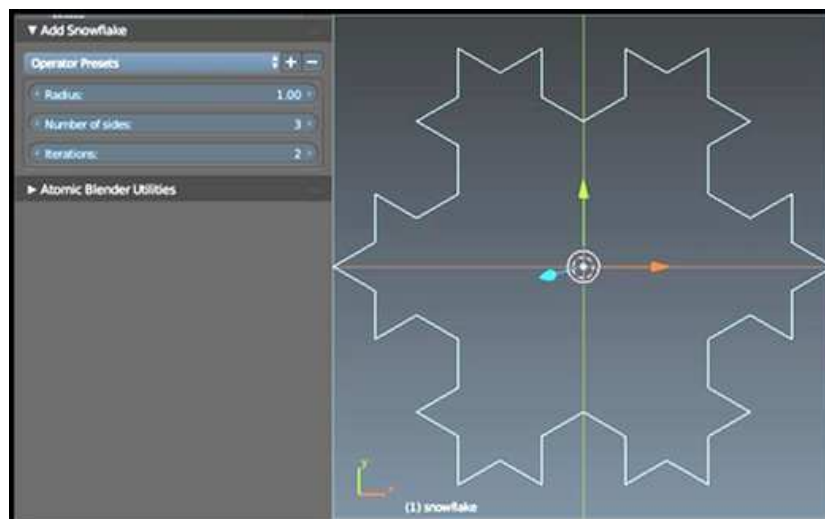 ▼ Add Snowflake
Operator Presets
Radius: 1.00
Number of sides: 3
Iterations: 2
► Atomic Blender Utilities
y
x
(1) snowflake